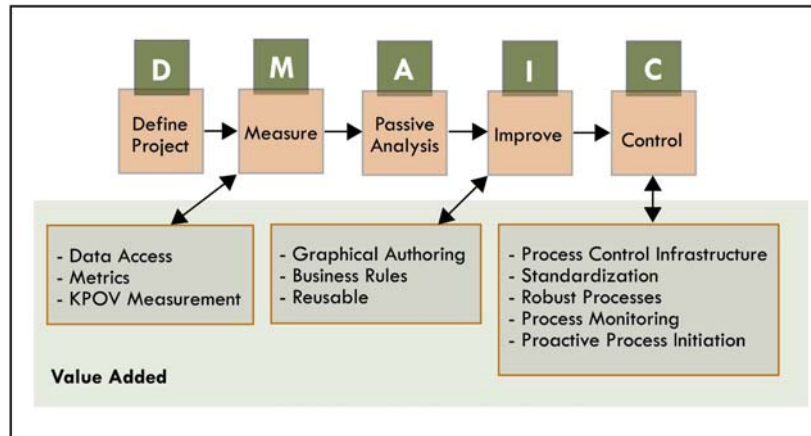 D
M
A
I
C
Define
Project
Measure
Passive
Analysis
Improve
Control
- Data Access
- Metrics
- KPOV Measurement
- Graphical Authoring
- Business Rules
- Reusable
- Process Control Infrastructure
- Standardization
- Robust Processes
- Process Monitoring
- Proactive Process Initiation
Value Added